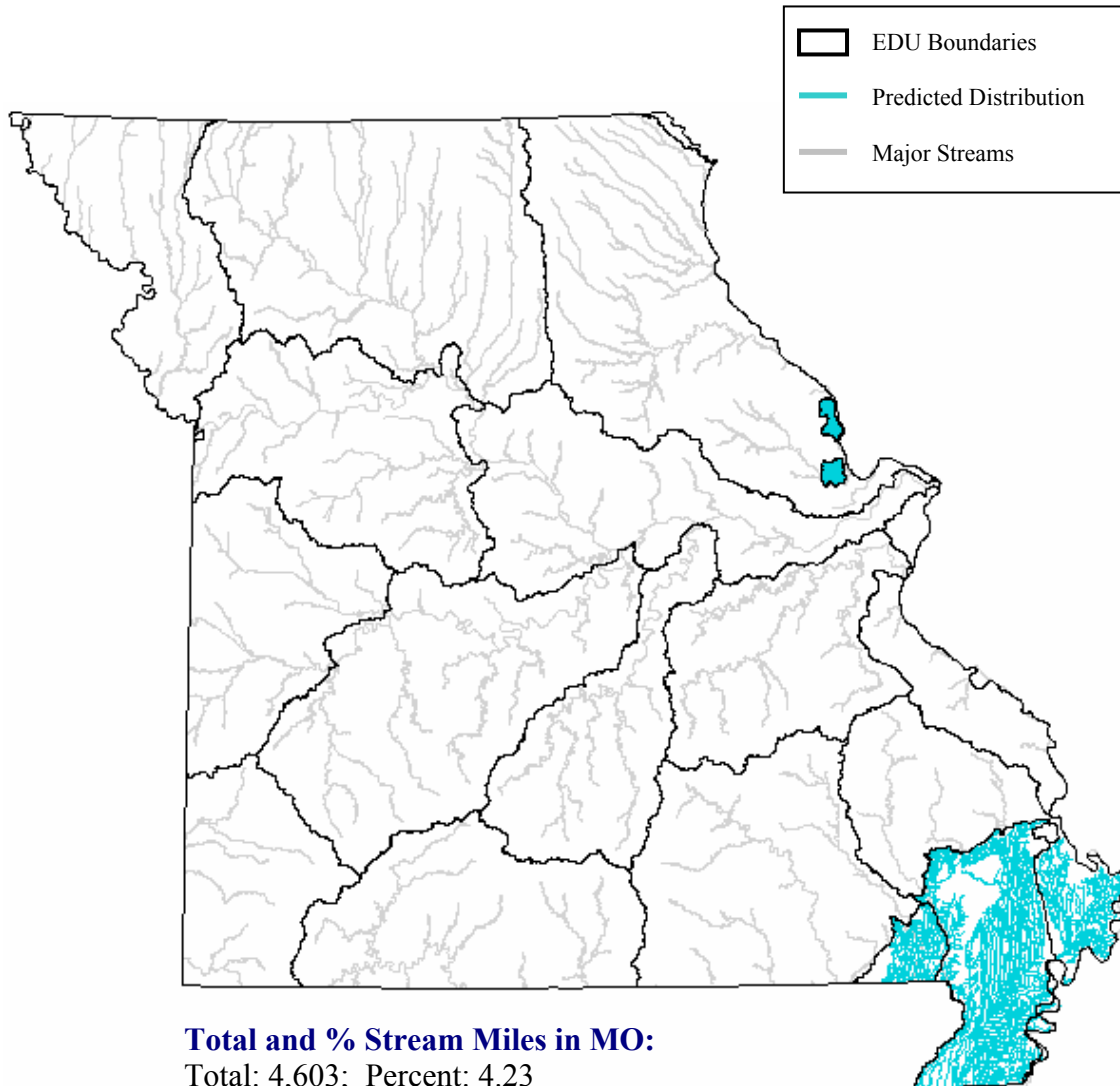 EDU Boundaries
Predicted Distribution
Major Streams
Total and % Stream Miles in MO:
Total: 4,603; Percent: 4.23